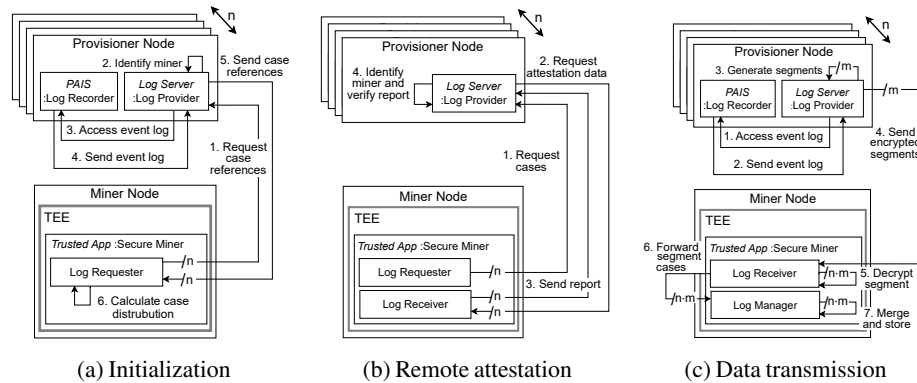 n
Provisioner Node
2. Identify miner
PAIS
:Log Recorder
Log Server
:Log Provider
5. Send case
references
3. Access event log
4. Send event log
1. Request
case
references
Miner Node
TEE
Trusted App :Secure Miner
Log Requester
/n
/n
6. Calculate case
distrubution
(a) Initialization
n
Provisioner Node
4. Identify
miner and
verify report
Log Server
:Log Provider
2. Request
attestation data
1. Request
cases
Miner Node
TEE
Trusted App :Secure Miner
Log Requester
/n
3. Send report
Log Receiver
/n
/n
(b) Remote attestation
n
Provisioner Node
3. Generate segments
/m
PAIS
:Log Recorder
Log Server
:Log Provider
/m
1. Access event log
2. Send event log
4. Send
encrypted
segments
Miner Node
TEE
Trusted App :Secure Miner
6. Forward
segment
cases
Log Receiver
/n·m
5. Decrypt
segment
/n·m
Log Manager
/n·m
7. Merge
and store
(c) Data transmission